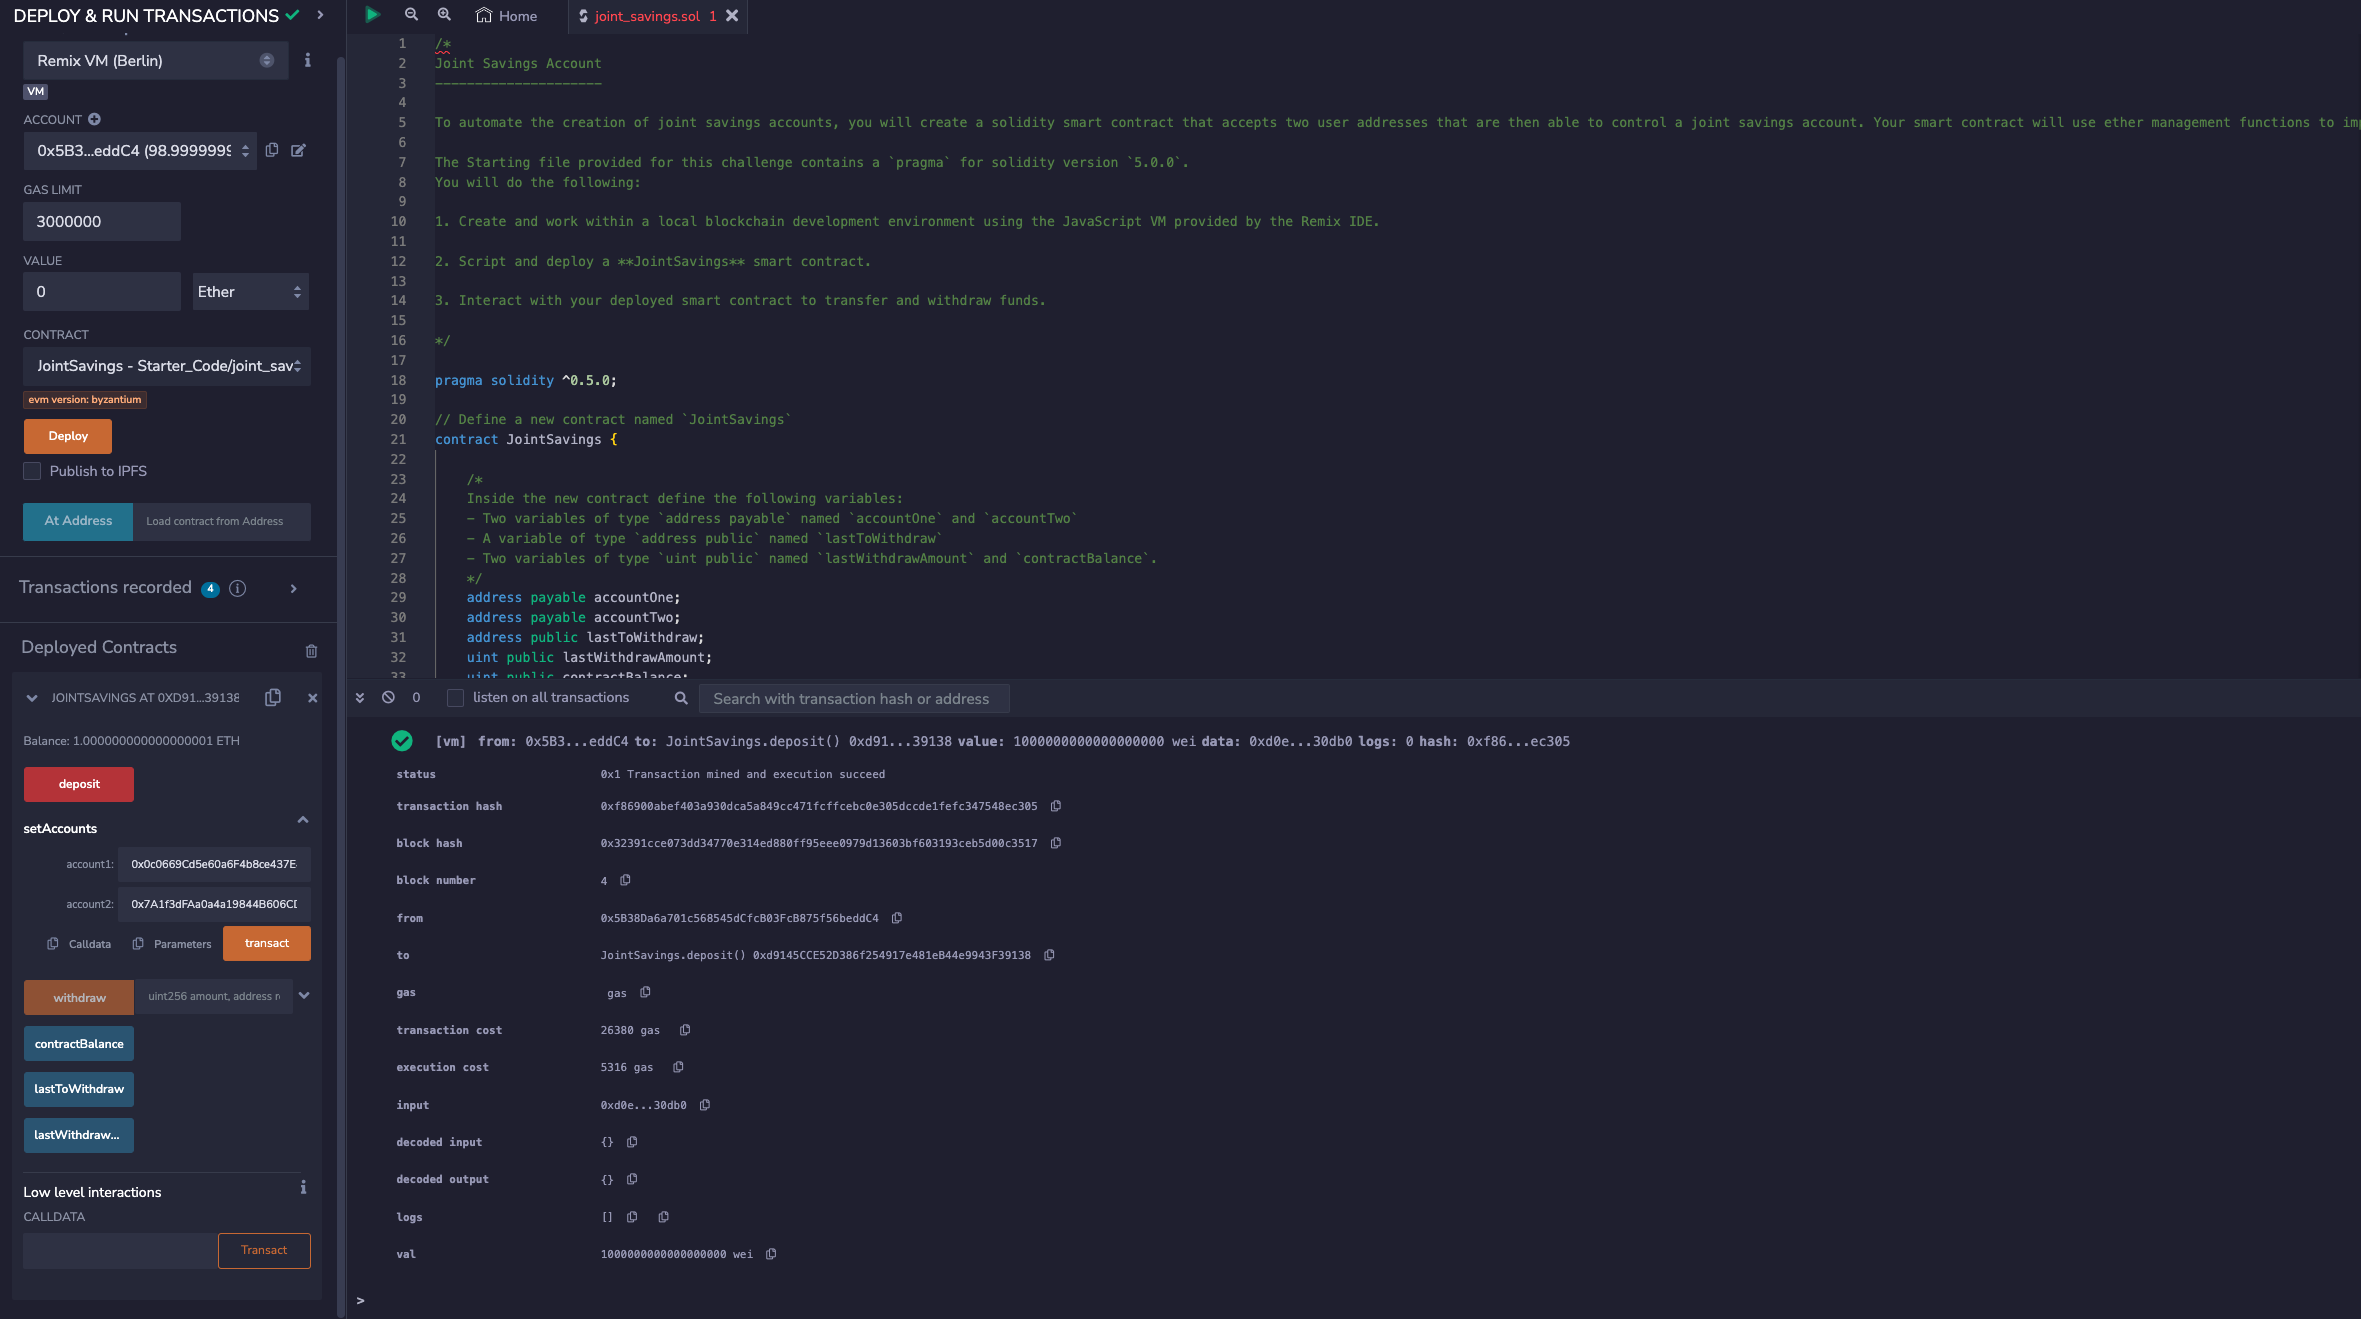 DEPLOY & RUN TRANSACTIONS
Remix VM (Berlin)
VM
ACCOUNT
0x5B3...eddC4 (98.9999999
GAS LIMIT
3000000
VALUE
0
Ether
CONTRACT
JointSavings - Starter_Code/joint_sav
evm version: byzantium
Deploy
Publish to IPFS
At Address
Load contract from Address
Transactions recorded 4
Deployed Contracts
JOINTSAVINGS AT 0XD91...39138
Balance: 1.000000000000000001 ETH
deposit
setAccounts
account1: 0x0c0669Cd5e60a6F4b8ce437E
account2: 0x7A1f3dFAa0a4a19844B606CD
Calldata
Parameters
transact
withdraw
uint256 amount, address r
contractBalance
lastToWithdraw
lastWithdraw...
Low level interactions
CALLDATA
Transact
Home
joint_savings.sol 1
1 /*
2 Joint Savings Account
3 ---------------------
4
5 To automate the creation of joint savings accounts, you will create a solidity smart contract that accepts two user addresses that are then able to control a joint savings account. Your smart contract will use ether management functions to imp
6
7 The Starting file provided for this challenge contains a `pragma` for solidity version `5.0.0`.
8 You will do the following:
9
10 1. Create and work within a local blockchain development environment using the JavaScript VM provided by the Remix IDE.
11
12 2. Script and deploy a **JointSavings** smart contract.
13
14 3. Interact with your deployed smart contract to transfer and withdraw funds.
15
16 */
17
18 pragma solidity ^0.5.0;
19
20 // Define a new contract named `JointSavings`
21 contract JointSavings {
22
23 /*
24 Inside the new contract define the following variables:
25 - Two variables of type `address payable` named `accountOne` and `accountTwo`
26 - A variable of type `address public` named `lastToWithdraw`
27 - Two variables of type `uint public` named `lastWithdrawAmount` and `contractBalance`.
28 */
29 address payable accountOne;
30 address payable accountTwo;
31 address public lastToWithdraw;
32 uint public lastWithdrawAmount;
33 uint public contractBalance;
0
listen on all transactions
Search with transaction hash or address
[vm] from: 0x5B3...eddC4 to: JointSavings.deposit() 0xd91...39138 value: 1000000000000000000 wei data: 0xd0e...30db0 logs: 0 hash: 0xf86...ec305
status 0x1 Transaction mined and execution succeed
transaction hash 0xf86900abef403a930dca5a849cc471fcffcebc0e305dccde1fefc347548ec305
block hash 0x32391cce073dd34770e314ed880ff95eee0979d13603bf603193ceb5d00c3517
block number 4
from 0x5B38Da6a701c568545dCfcB03FcB875f56beddC4
to JointSavings.deposit() 0xd9145CCE52D386f254917e481eB44e9943F39138
gas gas
transaction cost 26380 gas
execution cost 5316 gas
input 0xd0e...30db0
decoded input {}
decoded output {}
logs []
val 1000000000000000000 wei
>